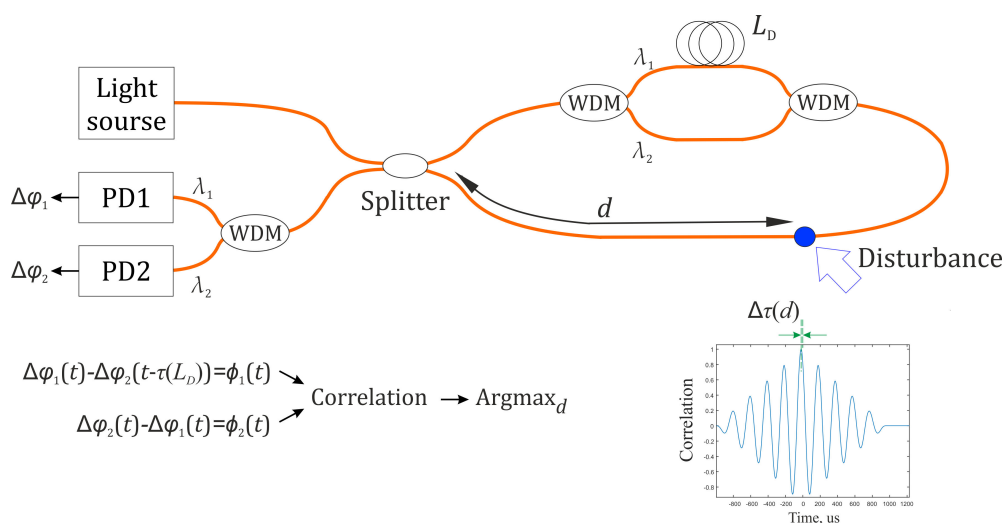 L_D
λ₁
Light
sourse
WDM
WDM
λ₂
Splitter
d
Δφ₁
PD1
λ₁
WDM
Δφ₂
PD2
λ₂
Disturbance
Δτ(d)
Δφ₁(t)-Δφ₂(t-τ(L_D))=ϕ₁(t)
Δφ₂(t)-Δφ₁(t)=ϕ₂(t)
Correlation
Argmax_d
Correlation
1
0.8
0.6
0.4
0.2
0
-0.2
-0.4
-0.6
-0.8
-800 -600 -400 -200 0 200 400 600 800 1000 1200
Time, us